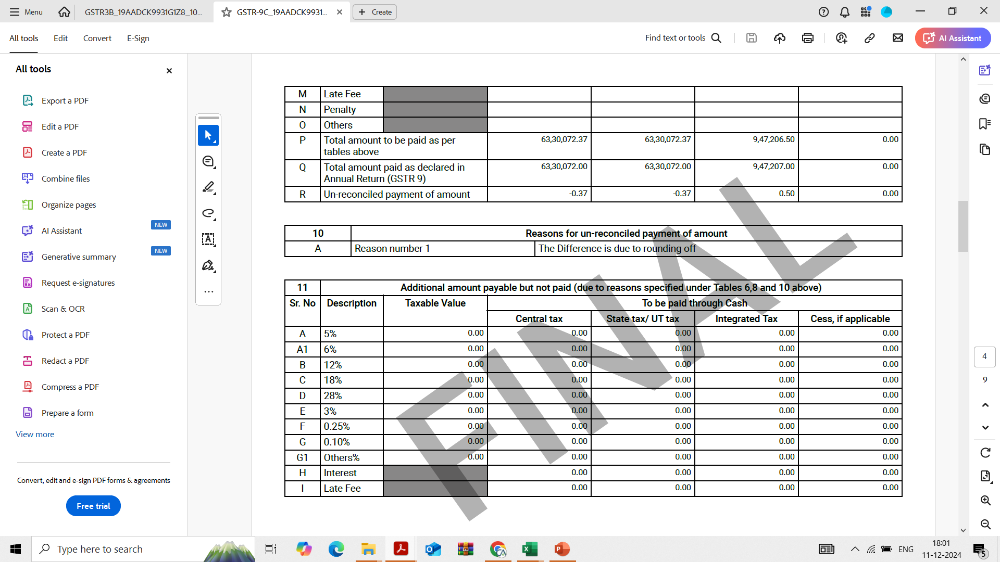 Menu GSTR3B_19AADCK9931G1Z8_10... GSTR-9C_19AADCK9931... Create
All tools Edit Convert E-Sign Find text or tools AI Assistant
All tools
Export a PDF
Edit a PDF
Create a PDF
Combine files
Organize pages
AI Assistant NEW
Generative summary NEW
Request e-signatures
Scan & OCR
Protect a PDF
Redact a PDF
Compress a PDF
Prepare a form
View more
Convert, edit and e-sign PDF forms & agreements
Free trial
M Late Fee
N Penalty
O Others
P Total amount to be paid as per tables above 63,30,072.37 63,30,072.37 9,47,206.50 0.00
Q Total amount paid as declared in Annual Return (GSTR 9) 63,30,072.00 63,30,072.00 9,47,207.00 0.00
R Un-reconciled payment of amount -0.37 -0.37 0.50 0.00
10 Reasons for un-reconciled payment of amount
A Reason number 1 The Difference is due to rounding off
11 Additional amount payable but not paid (due to reasons specified under Tables 6,8 and 10 above)
Sr. No Description Taxable Value To be paid through Cash
Central tax State tax/ UT tax Integrated Tax Cess, if applicable
A 5% 0.00 0.00 0.00 0.00 0.00
A1 6% 0.00 0.00 0.00 0.00 0.00
B 12% 0.00 0.00 0.00 0.00 0.00
C 18% 0.00 0.00 0.00 0.00 0.00
D 28% 0.00 0.00 0.00 0.00 0.00
E 3% 0.00 0.00 0.00 0.00 0.00
F 0.25% 0.00 0.00 0.00 0.00 0.00
G 0.10% 0.00 0.00 0.00 0.00 0.00
G1 Others% 0.00 0.00 0.00 0.00 0.00
H Interest 0.00 0.00 0.00 0.00
I Late Fee 0.00 0.00 0.00 0.00
FINAL
4
9
Type here to search
ENG
18:01
11-12-2024
5